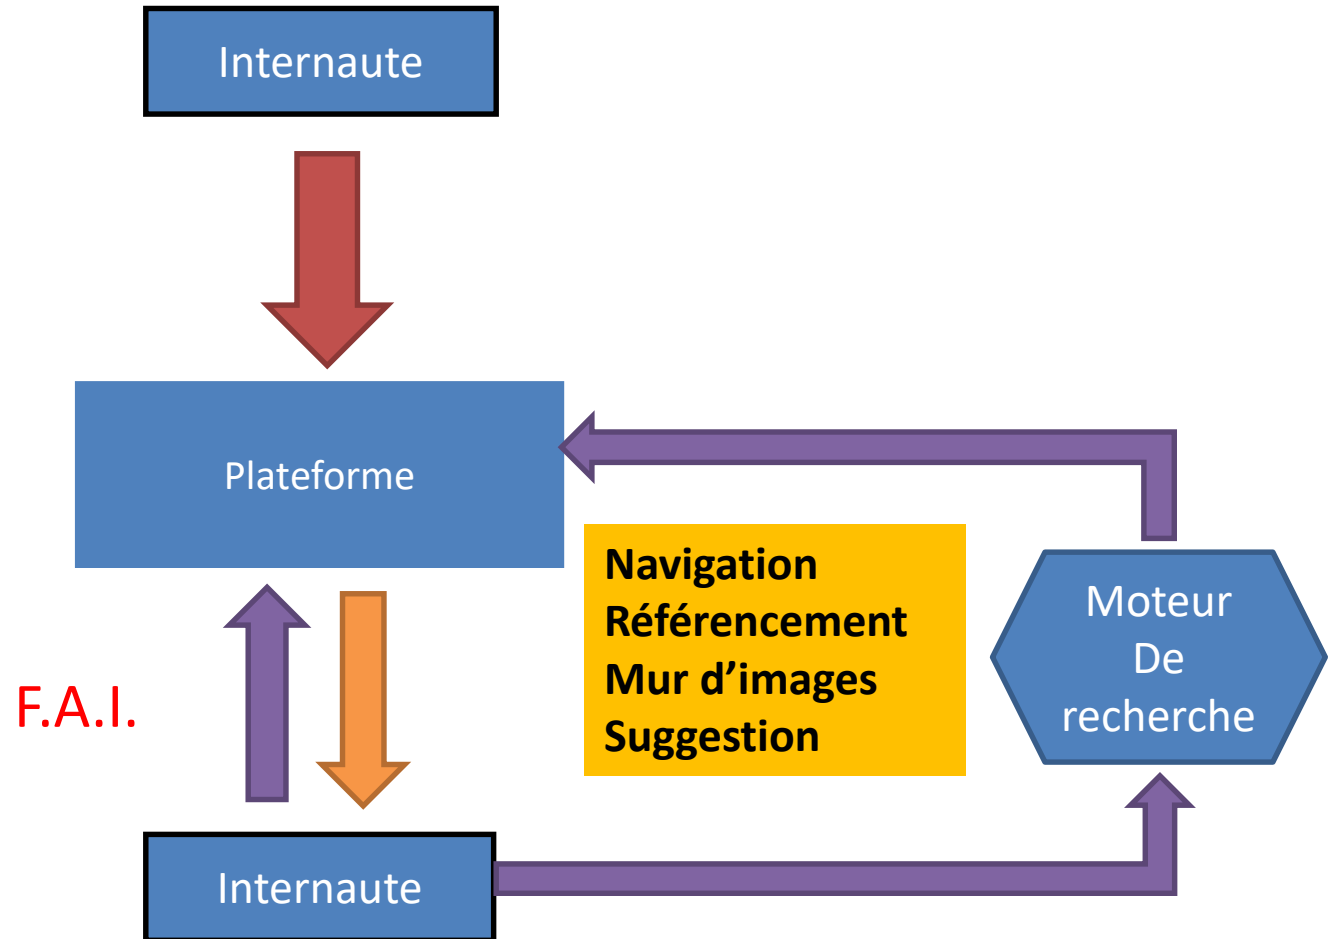 Internaute
Plateforme
Navigation
Référencement
Mur d’images
Suggestion
Moteur
De
recherche
F.A.I.
Internaute